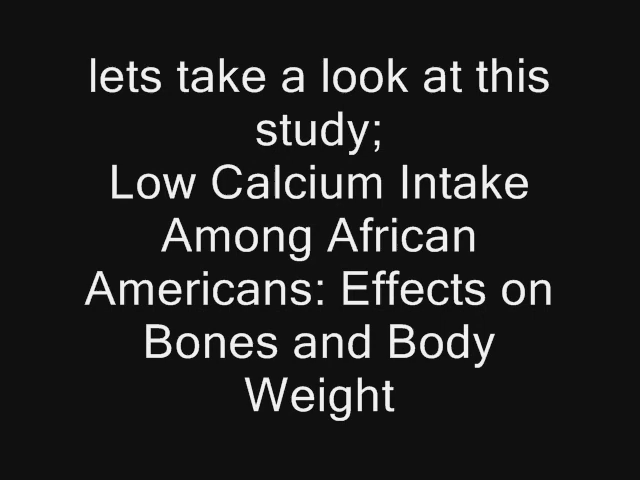 lets take a look at this
study;
Low Calcium Intake
Among African
Americans: Effects on
Bones and Body
Weight